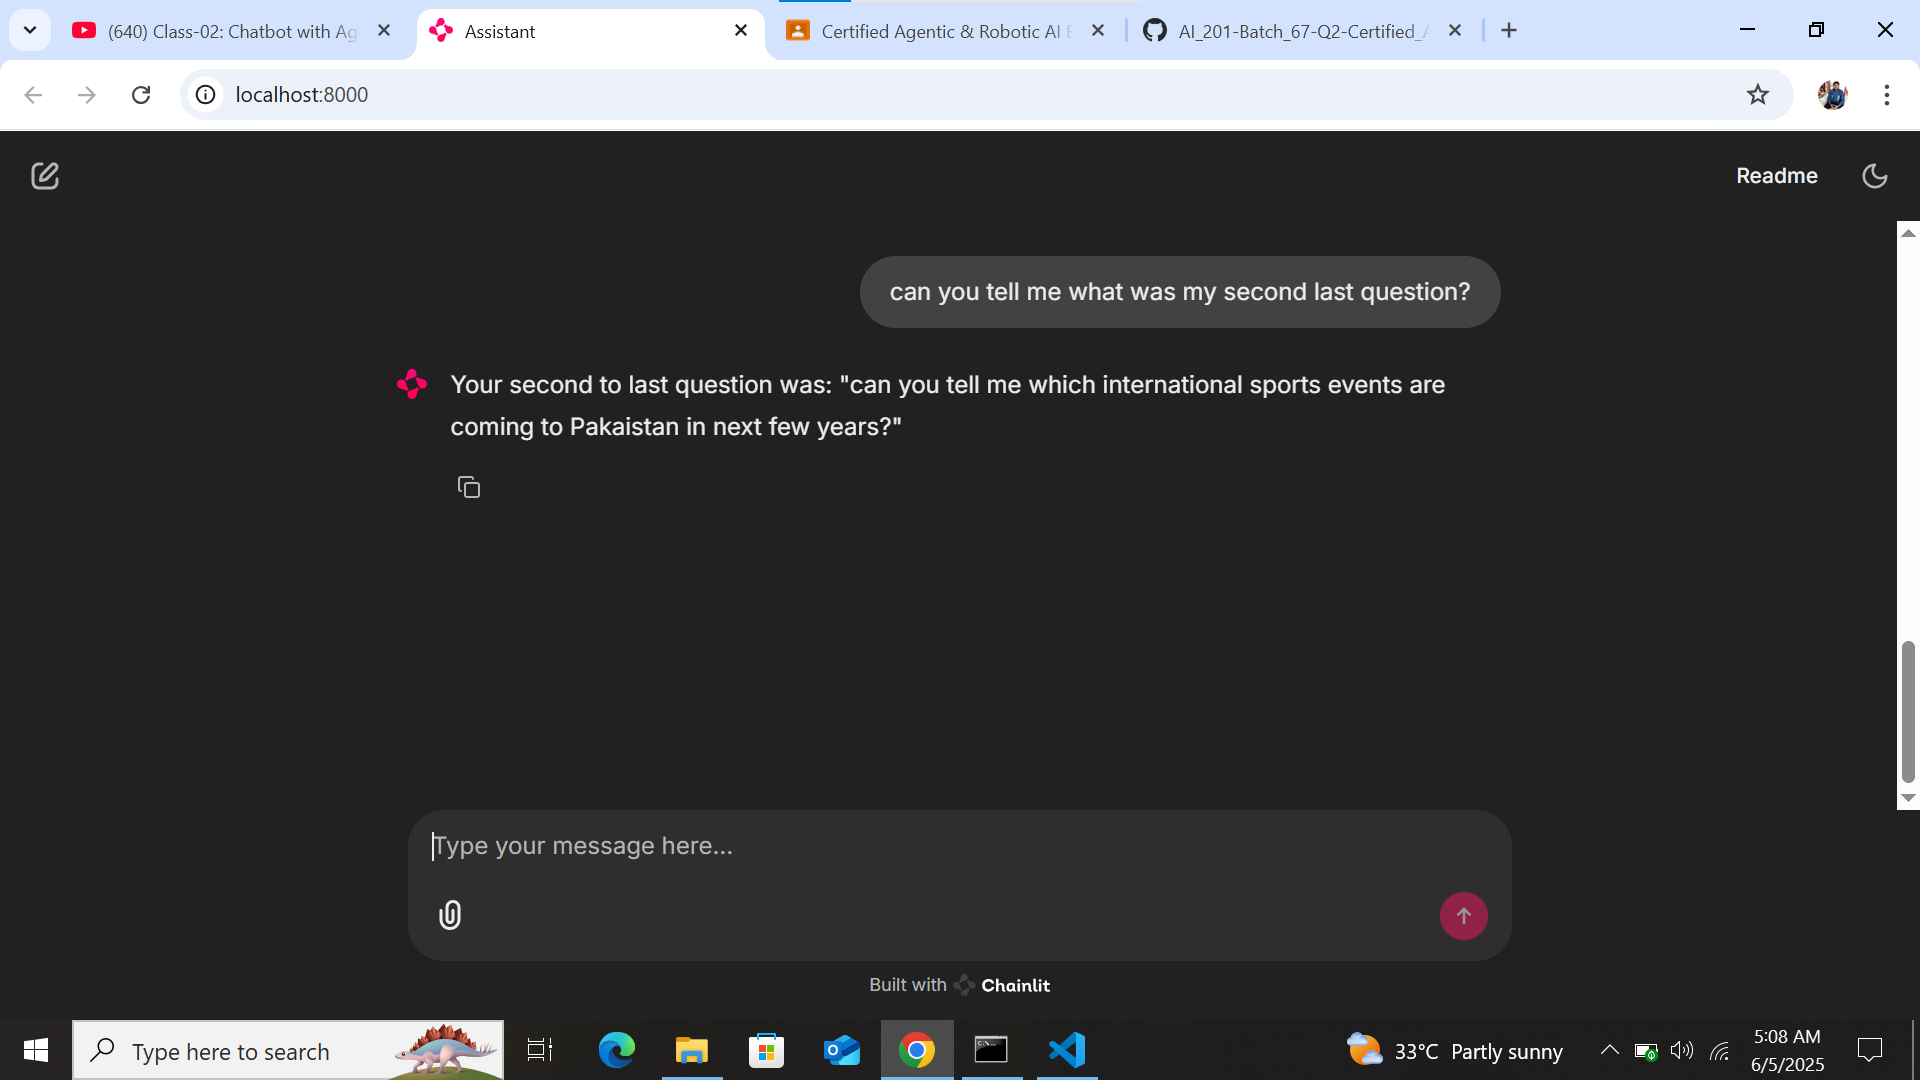 (640) Class-02: Chatbot with Ag
Assistant
Certified Agentic & Robotic AI E
AI_201-Batch_67-Q2-Certified_A
localhost:8000
Readme
can you tell me what was my second last question?
Your second to last question was: "can you tell me which international sports events are
coming to Pakaistan in next few years?"
Type your message here...
Built with Chainlit
Type here to search
33°C Partly sunny
5:08 AM
6/5/2025